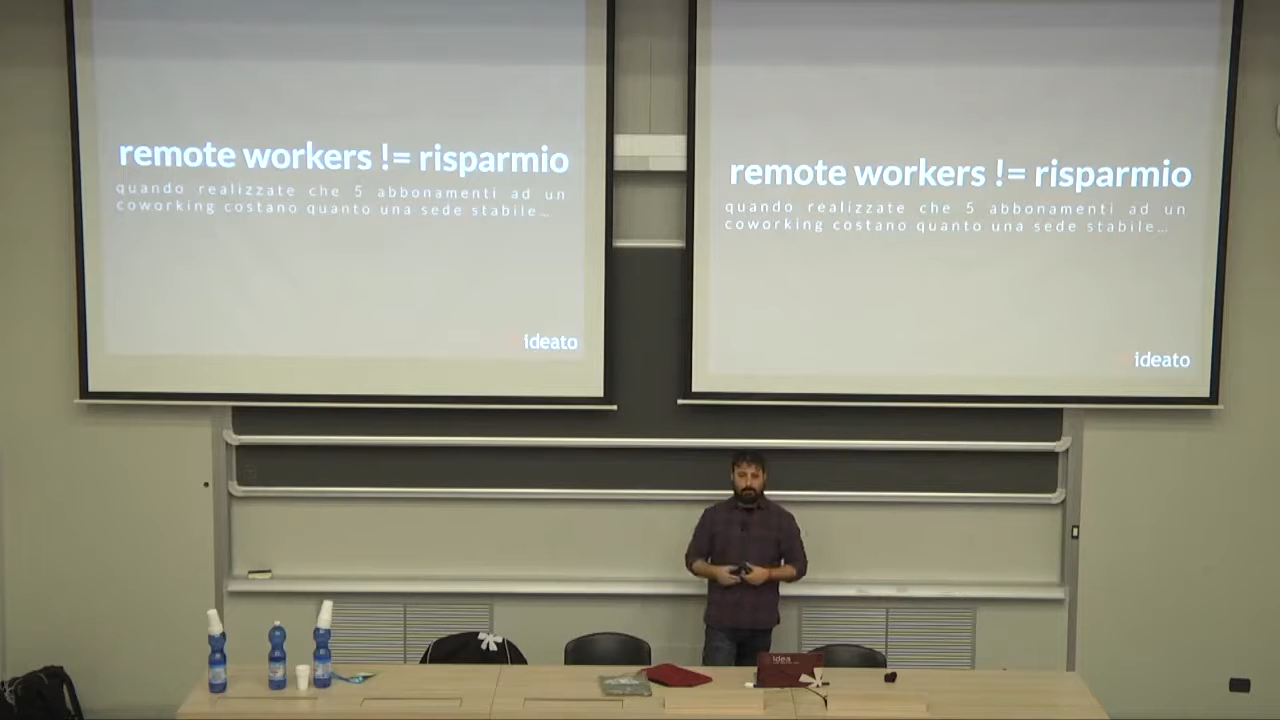 remote workers != risparmio
quando realizzate che 5 abbonamenti ad un
coworking costano quanto una sede stabile...
ideato
remote workers != risparmio
quando realizzate che 5 abbonamenti ad un
coworking costano quanto una sede stabile...
ideato
idea